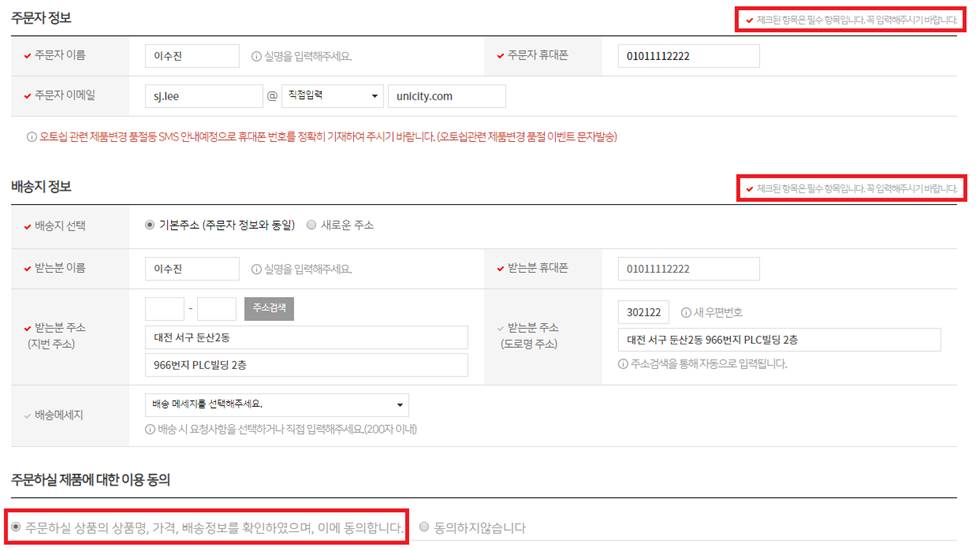 주문자 정보
체크된 항목은 필수 항목입니다. 꼭 입력해주시기 바랍니다.
주문자 이름 이수진 실명을 입력해주세요. 주문자 휴대폰 01011112222
주문자 이메일 sj.lee @ 직접입력 unicity.com
오토쉽 관련 제품변경 품절등 SMS 안내예정으로 휴대폰 번호를 정확히 기재하여 주시기 바랍니다. (오토쉽관련 제품변경 품절 이벤트 문자발송)
배송지 정보
체크된 항목은 필수 항목입니다. 꼭 입력해주시기 바랍니다.
배송지 선택 기본주소 (주문자 정보와 동일) 새로운 주소
받는분 이름 이수진 실명을 입력해주세요. 받는분 휴대폰 01011112222
받는분 주소
(지번 주소)
- 주소검색
대전 서구 둔산2동
966번지 PLC빌딩 2층
받는분 주소
(도로명 주소)
302122 새 우편번호
대전 서구 둔산2동 966번지 PLC빌딩 2층
주소검색을 통해 자동으로 입력됩니다.
배송메세지 배송 메세지를 선택해주세요.
배송 시 요청사항을 선택하거나 직접 입력해주세요.(200자 이내)
주문하실 제품에 대한 이용 동의
주문하실 상품의 상품명, 가격, 배송정보를 확인하였으며, 이에 동의합니다. 동의하지않습니다